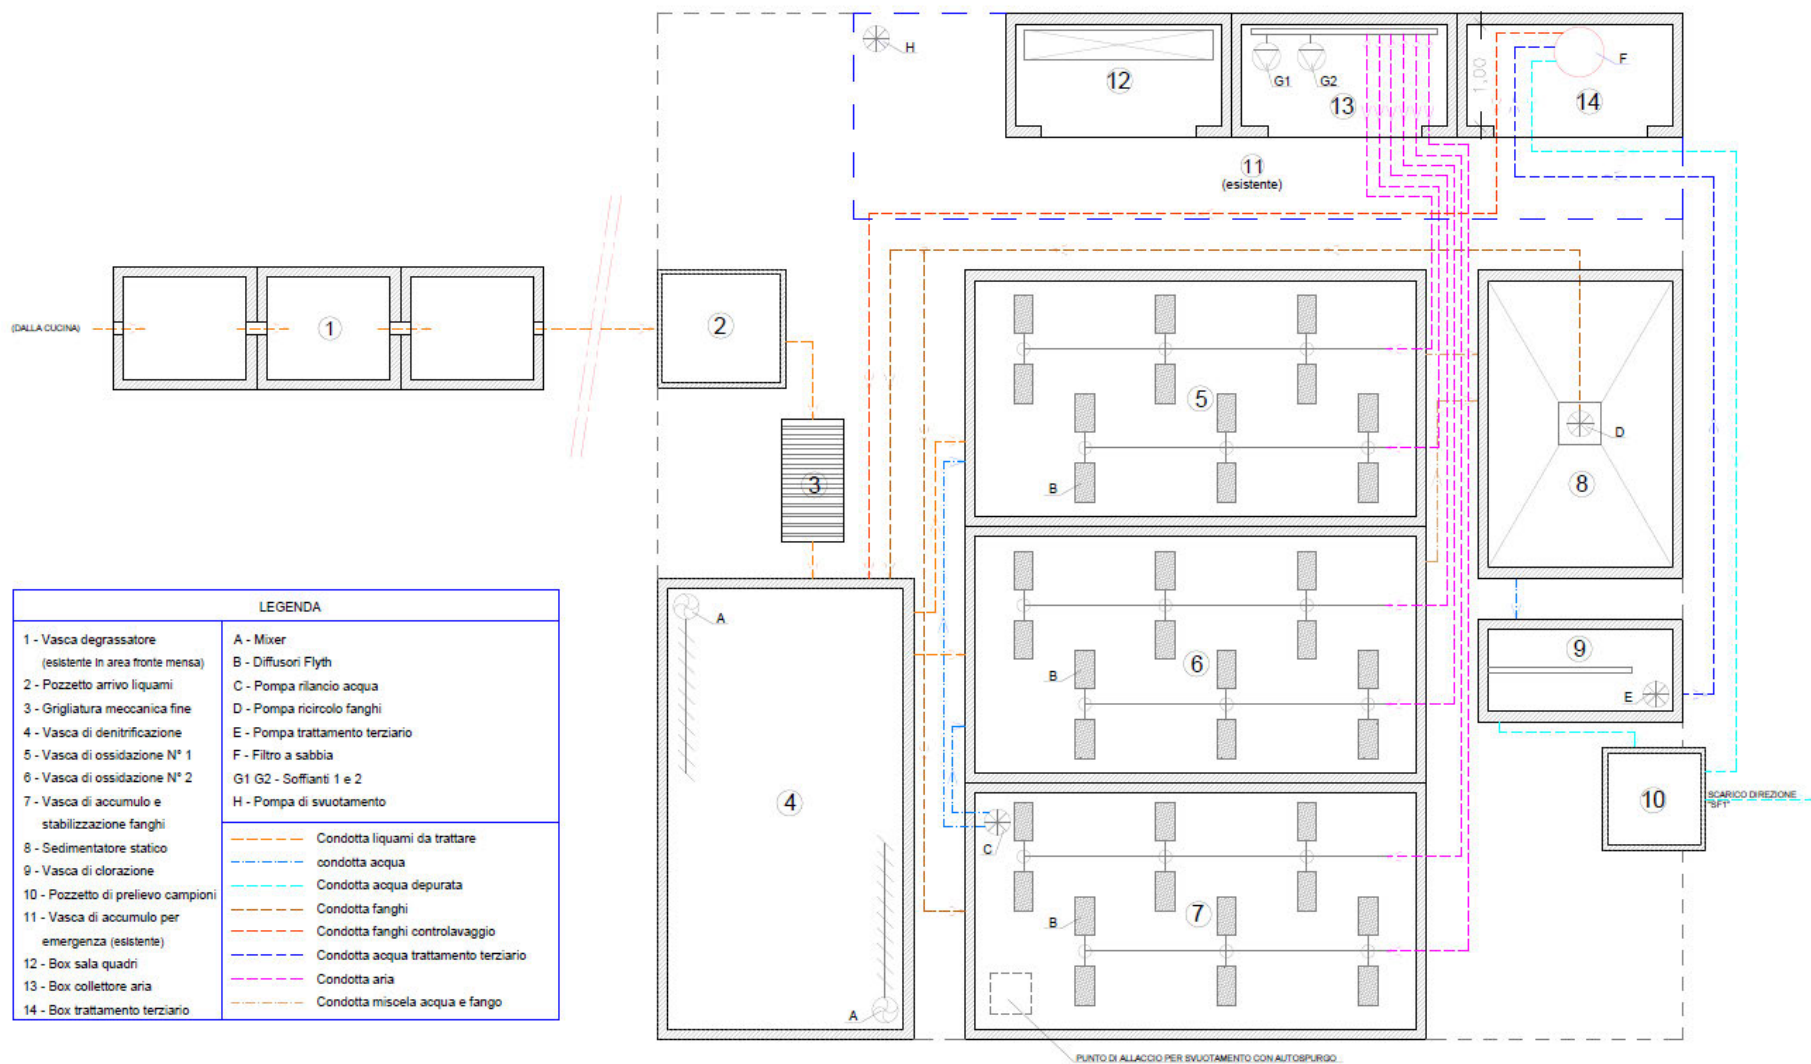 H
12
G1
G2
13
1,00
F
14
11
(esistente)
(DALLA CUCINA)
1
2
3
5
B
D
8
A
6
B
9
E
4
C
7
B
A
10
SCARICO DIREZIONE
"SF1"
PUNTO DI ALLACCIO PER SVUOTAMENTO CON AUTOSPURGO
LEGENDA
1 - Vasca degrassatore
(esistente in area fronte mensa)
2 - Pozzetto arrivo liquami
3 - Grigliatura meccanica fine
4 - Vasca di denitrificazione
5 - Vasca di ossidazione N° 1
6 - Vasca di ossidazione N° 2
7 - Vasca di accumulo e
stabilizzazione fanghi
8 - Sedimentatore statico
9 - Vasca di clorazione
10 - Pozzetto di prelievo campioni
11 - Vasca di accumulo per
emergenza (esistente)
12 - Box sala quadri
13 - Box collettore aria
14 - Box trattamento terziario
A - Mixer
B - Diffusori Flyth
C - Pompa rilancio acqua
D - Pompa ricircolo fanghi
E - Pompa trattamento terziario
F - Filtro a sabbia
G1 G2 - Soffianti 1 e 2
H - Pompa di svuotamento
Condotta liquami da trattare
condotta acqua
Condotta acqua depurata
Condotta fanghi
Condotta fanghi controlavaggio
Condotta acqua trattamento terziario
Condotta aria
Condotta miscela acqua e fango